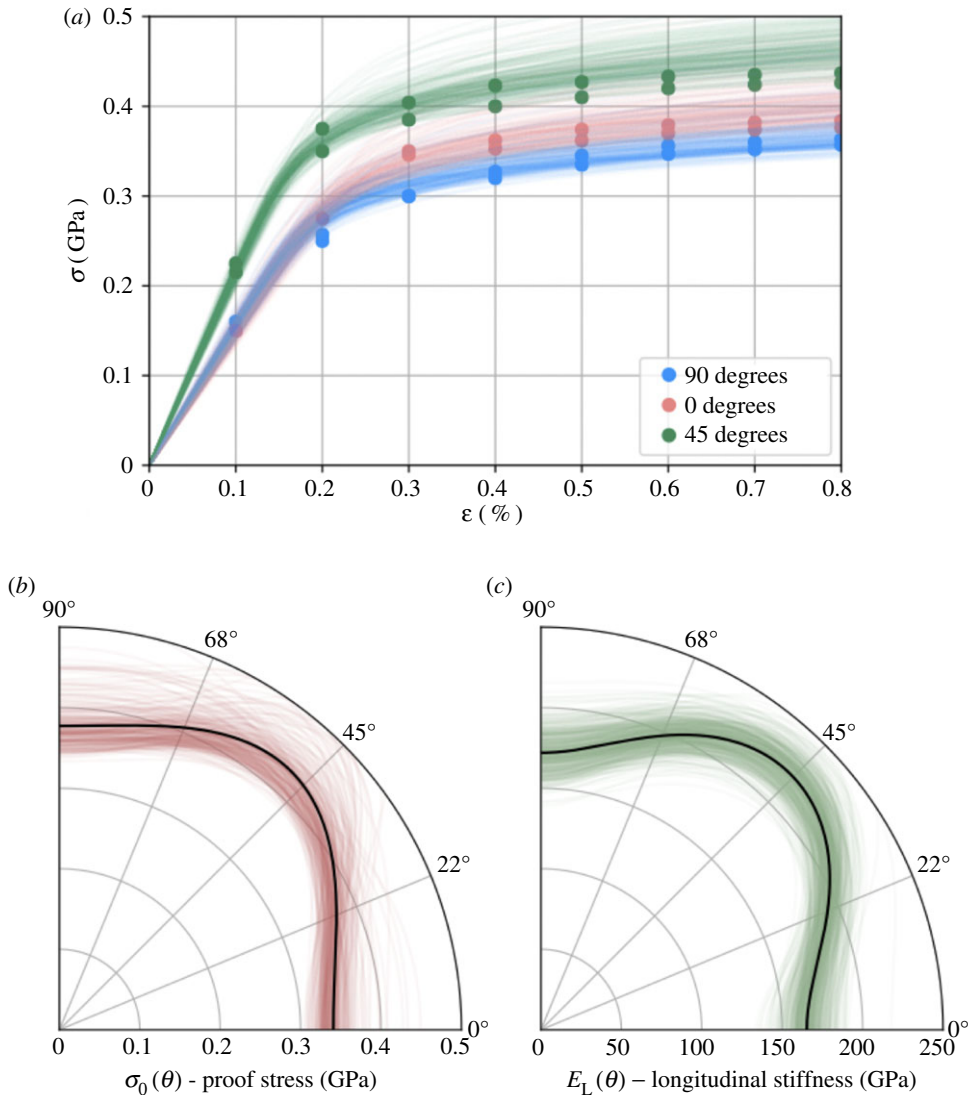 (a)
0.5
0.4
0.3
0.2
0.1
0
σ (GPa)
90 degrees
0 degrees
45 degrees
0 0.1 0.2 0.3 0.4 0.5 0.6 0.7 0.8
ε (%)
(b)
90°
68°
45°
22°
0°
0 0.1 0.2 0.3 0.4 0.5
σ₀(θ) - proof stress (GPa)
(c)
90°
68°
45°
22°
0°
0 50 100 150 200 250
E_L(θ) – longitudinal stiffness (GPa)